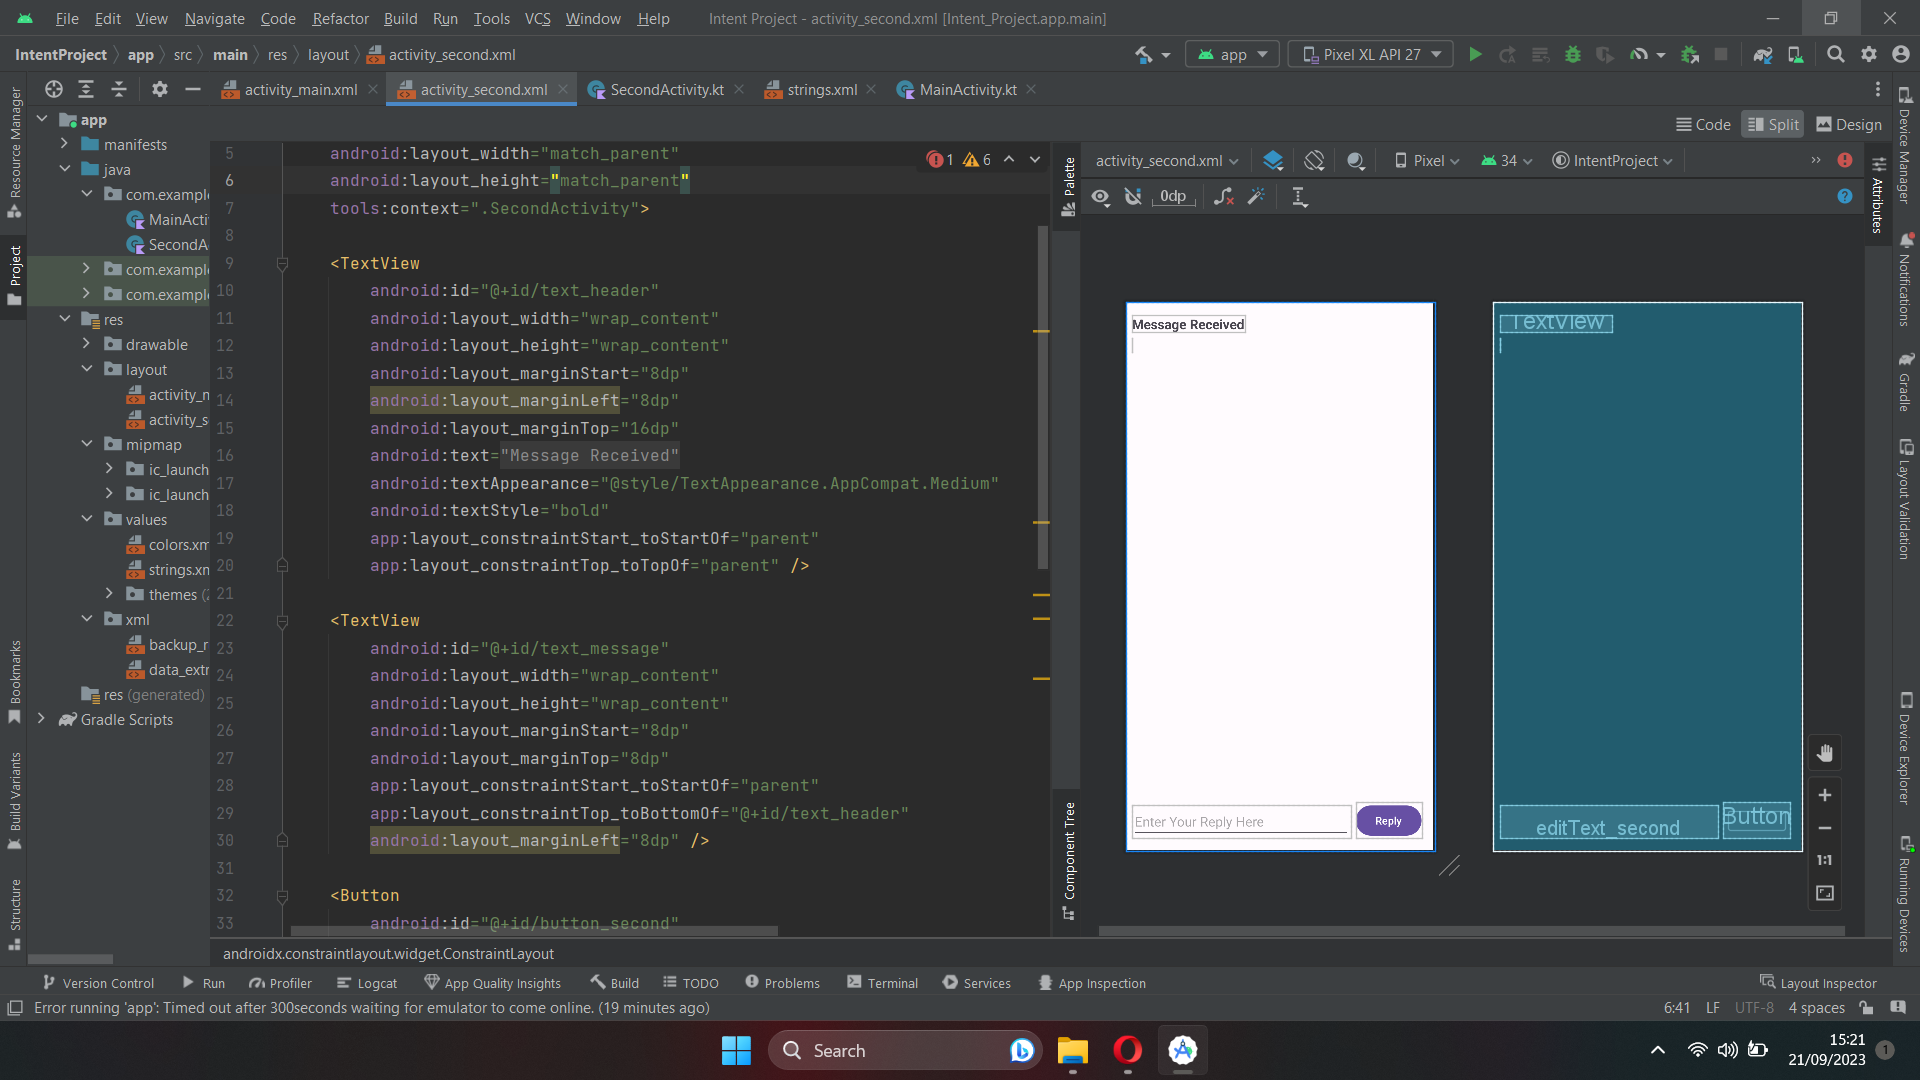 File Edit View Navigate Code Refactor Build Run Tools VCS Window Help Intent Project - activity_second.xml [Intent_Project.app.main]
IntentProject app src main res layout activity_second.xml app Pixel XL API 27
activity_main.xml activity_second.xml SecondActivity.kt strings.xml MainActivity.kt
Code Split Design
Resource Manager
Project
Bookmarks
Build Variants
Structure
app
manifests
java
com.example
MainActi
SecondA
com.example
com.example
res
drawable
layout
activity_m
activity_s
mipmap
ic_launch
ic_launch
values
colors.xm
strings.xm
themes (2
xml
backup_r
data_extr
res (generated)
Gradle Scripts
1 6
5 android:layout_width="match_parent"
6 android:layout_height="match_parent"
7 tools:context=".SecondActivity">
8
9 <TextView
10 android:id="@+id/text_header"
11 android:layout_width="wrap_content"
12 android:layout_height="wrap_content"
13 android:layout_marginStart="8dp"
14 android:layout_marginLeft="8dp"
15 android:layout_marginTop="16dp"
16 android:text="Message Received"
17 android:textAppearance="@style/TextAppearance.AppCompat.Medium"
18 android:textStyle="bold"
19 app:layout_constraintStart_toStartOf="parent"
20 app:layout_constraintTop_toTopOf="parent" />
21
22 <TextView
23 android:id="@+id/text_message"
24 android:layout_width="wrap_content"
25 android:layout_height="wrap_content"
26 android:layout_marginStart="8dp"
27 android:layout_marginTop="8dp"
28 app:layout_constraintStart_toStartOf="parent"
29 app:layout_constraintTop_toBottomOf="@+id/text_header"
30 android:layout_marginLeft="8dp" />
31
32 <Button
33 android:id="@+id/button_second"
androidx.constraintlayout.widget.ConstraintLayout
Palette
Component Tree
activity_second.xml Pixel 34 IntentProject
0dp
Message Received
Enter Your Reply Here
Reply
TextView
editText_second
Button
1:1
Attributes
Device Manager
Notifications
Gradle
Layout Validation
Device Explorer
Running Devices
Version Control Run Profiler Logcat App Quality Insights Build TODO Problems Terminal Services App Inspection Layout Inspector
Error running 'app': Timed out after 300seconds waiting for emulator to come online. (19 minutes ago) 6:41 LF UTF-8 4 spaces
Search
15:21
21/09/2023
1